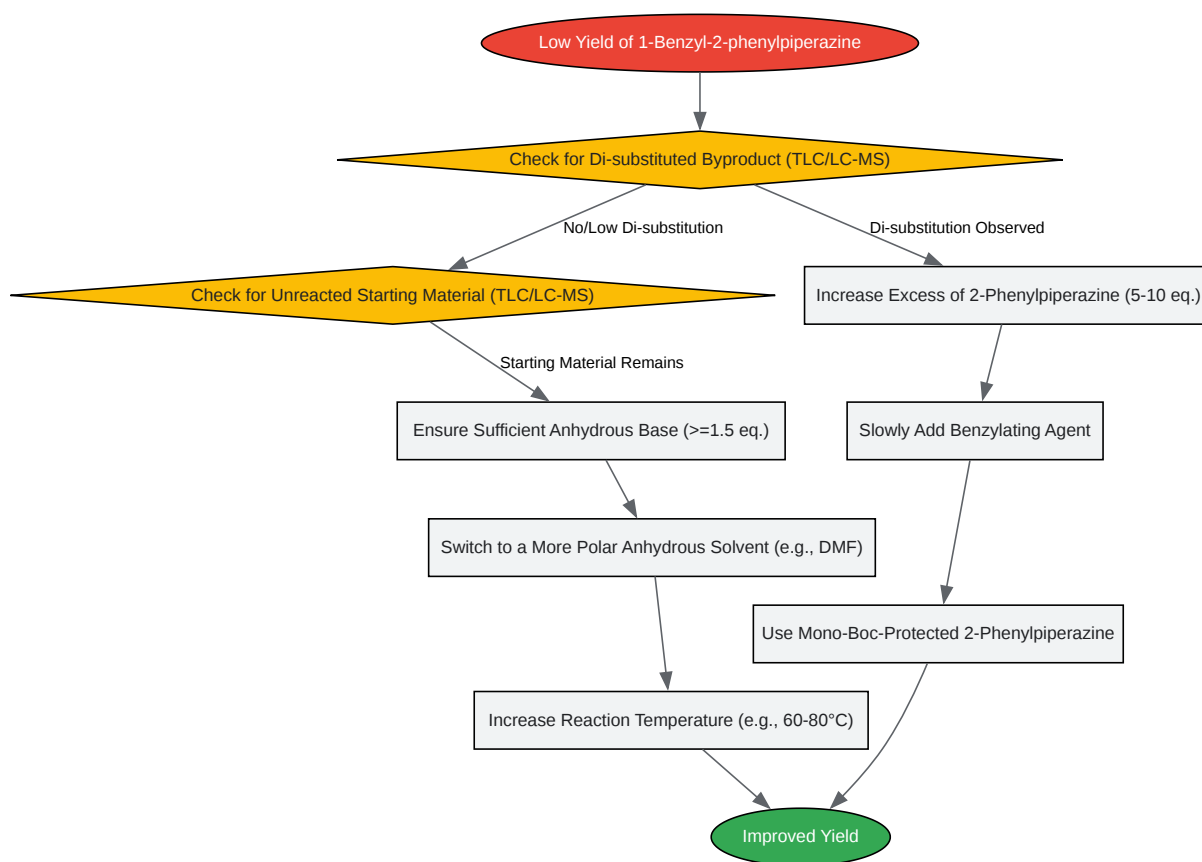 Low Yield of 1-Benzyl-2-phenylpiperazine
Check for Di-substituted Byproduct (TLC/LC-MS)
No/Low Di-substitution
Di-substitution Observed
Check for Unreacted Starting Material (TLC/LC-MS)
Increase Excess of 2-Phenylpiperazine (5-10 eq.)
Starting Material Remains
Ensure Sufficient Anhydrous Base (>=1.5 eq.)
Slowly Add Benzylating Agent
Switch to a More Polar Anhydrous Solvent (e.g., DMF)
Use Mono-Boc-Protected 2-Phenylpiperazine
Increase Reaction Temperature (e.g., 60-80°C)
Improved Yield